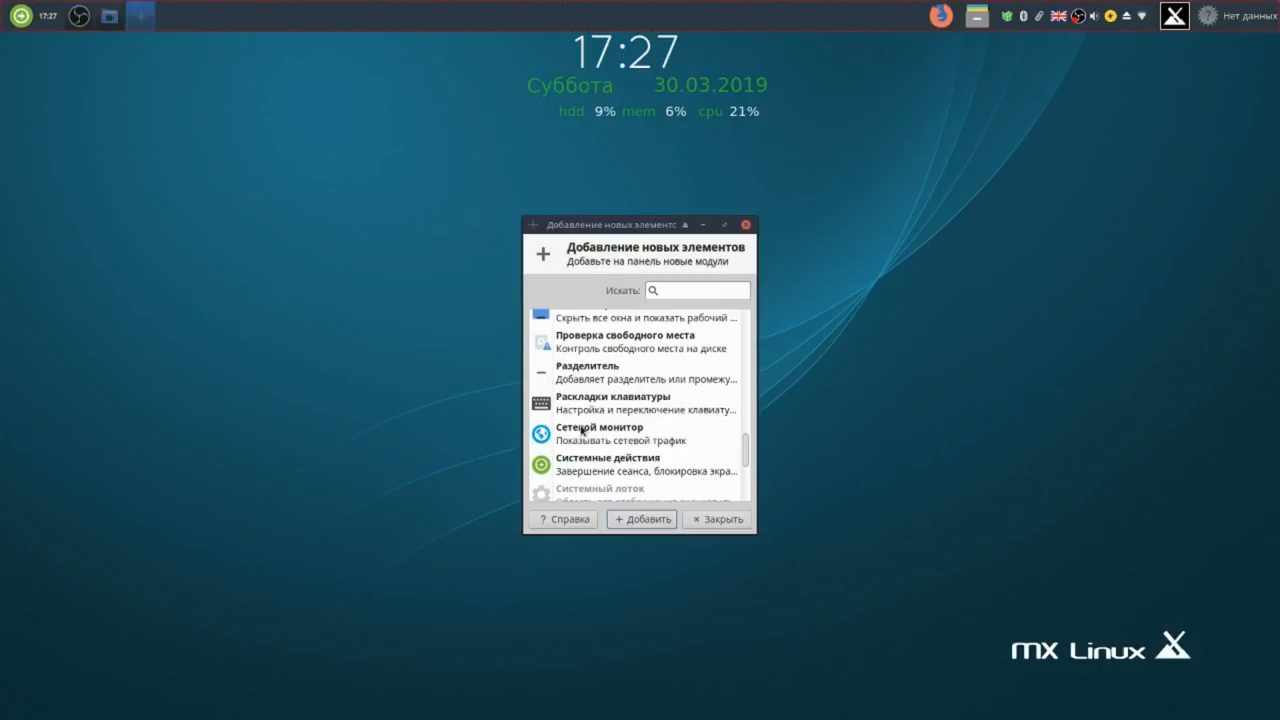 17:27
Нет данных
17:27
Суббота 30.03.2019
hdd 9% mem 6% cpu 21%
Добавление новых элементс
Добавление новых элементов
Добавьте на панель новые модули
Искать:
Скрыть все окна и показать рабочий ...
Проверка свободного места
Контроль свободного места на диске
Разделитель
Добавляет разделитель или промежу...
Раскладки клавиатуры
Настройка и переключение клавиату...
Сетевой монитор
Показывать сетевой трафик
Системные действия
Завершение сеанса, блокировка экра...
Системный лоток
? Справка + Добавить × Закрыть
MX Linux